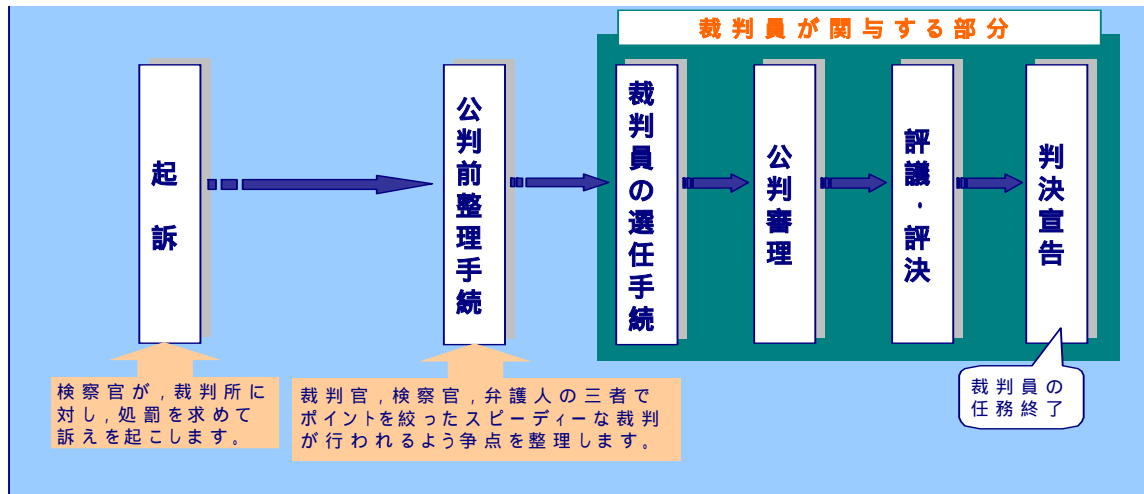 裁判員が関与する部分
起訴
公判前整理手続
裁判員の選任手続
公判審理
評議・評決
判決宣告
検察官が,裁判所に
対し,処罰を求めて
訴えを起こします。
裁判官,検察官,弁護人の三者で
ポイントを絞ったスピーディーな裁判
が行われるよう争点を整理します。
裁判員の
任務終了